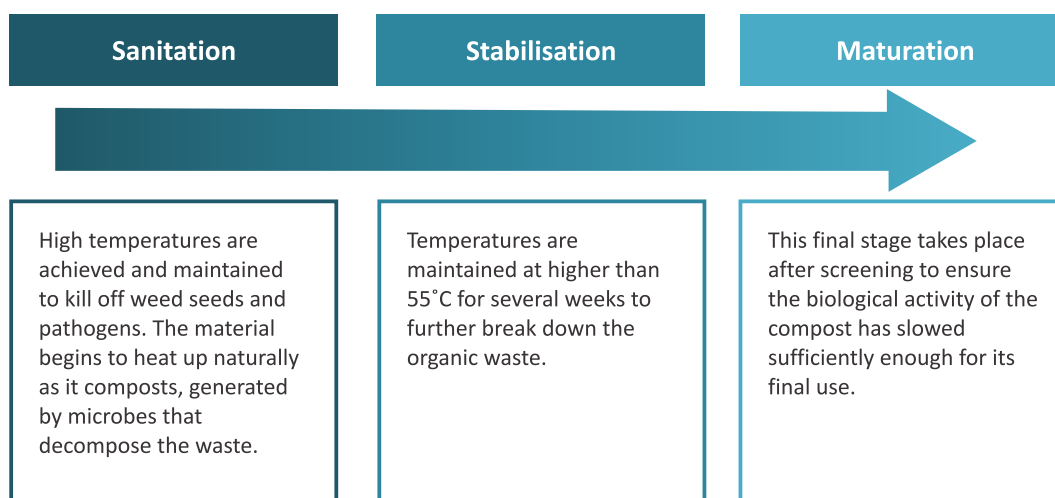 Sanitation
Stabilisation
Maturation
High temperatures are
achieved and maintained
to kill off weed seeds and
pathogens. The material
begins to heat up naturally
as it composts, generated
by microbes that
decompose the waste.
Temperatures are
maintained at higher than
55˚C for several weeks to
further break down the
organic waste.
This final stage takes place
after screening to ensure
the biological activity of the
compost has slowed
sufficiently enough for its
final use.